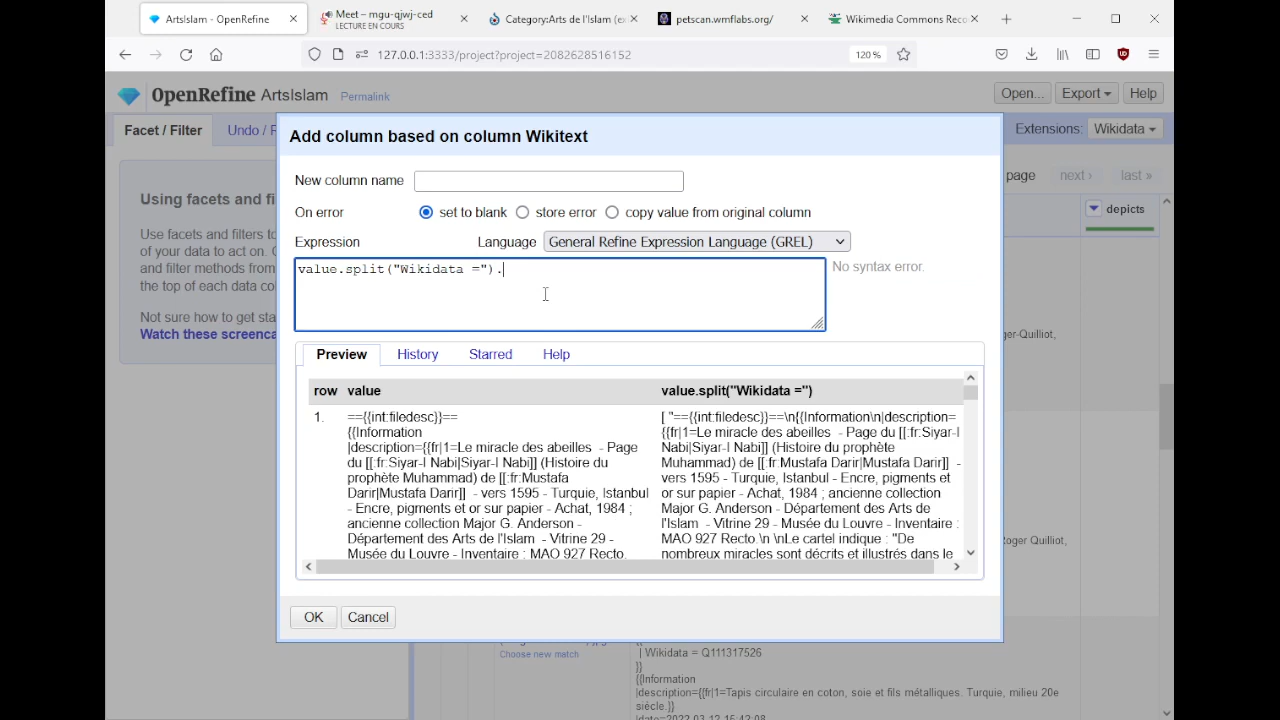 ArtsIslam - OpenRefine
Meet – mgu-qjwj-ced
LECTURE EN COURS
Category:Arts de l'Islam (ex
petscan.wmflabs.org/
Wikimedia Commons Reco
127.0.0.1:3333/project?project=2082628516152
120 %
OpenRefine ArtsIslam Permalink
Open... Export Help
Facet / Filter
Undo / R
Extensions: Wikidata
page next › last »
depicts
Using facets and fi
Use facets and filters to
of your data to act on. C
and filter methods from
the top of each data co
Not sure how to get sta
Watch these screenca
Add column based on column Wikitext
New column name
On error set to blank store error copy value from original column
Expression Language General Refine Expression Language (GREL)
value.split("Wikidata =").
No syntax error.
Preview History Starred Help
row value value.split("Wikidata =")
1. =={{int:filedesc}}==
{{Information
|description={{fr|1=Le miracle des abeilles - Page
du [[:fr:Siyar-I Nabi|Siyar-I Nabi]] (Histoire du
prophète Muhammad) de [[:fr:Mustafa
Darir|Mustafa Darir]] - vers 1595 - Turquie, Istanbul
- Encre, pigments et or sur papier - Achat, 1984 ;
ancienne collection Major G. Anderson -
Département des Arts de l'Islam - Vitrine 29 -
Musée du Louvre - Inventaire : MAO 927 Recto.
[ "=={{int:filedesc}}==\n{{Information\n|description=
{{fr|1=Le miracle des abeilles - Page du [[:fr:Siyar-I
Nabi|Siyar-I Nabi]] (Histoire du prophète
Muhammad) de [[:fr:Mustafa Darir|Mustafa Darir]] -
vers 1595 - Turquie, Istanbul - Encre, pigments et
or sur papier - Achat, 1984 ; ancienne collection
Major G. Anderson - Département des Arts de
l'Islam - Vitrine 29 - Musée du Louvre - Inventaire :
MAO 927 Recto.\n \nLe cartel indique : "De
nombreux miracles sont décrits et illustrés dans le
OK Cancel
ger-Quilliot,
Roger Quilliot,
Choose new match
| Wikidata = Q111317526
}}
{{Information
|description={{fr|1=Tapis circulaire en coton, soie et fils métalliques. Turquie, milieu 20e
siècle.}}
|date=2022-03-12 15:42:08